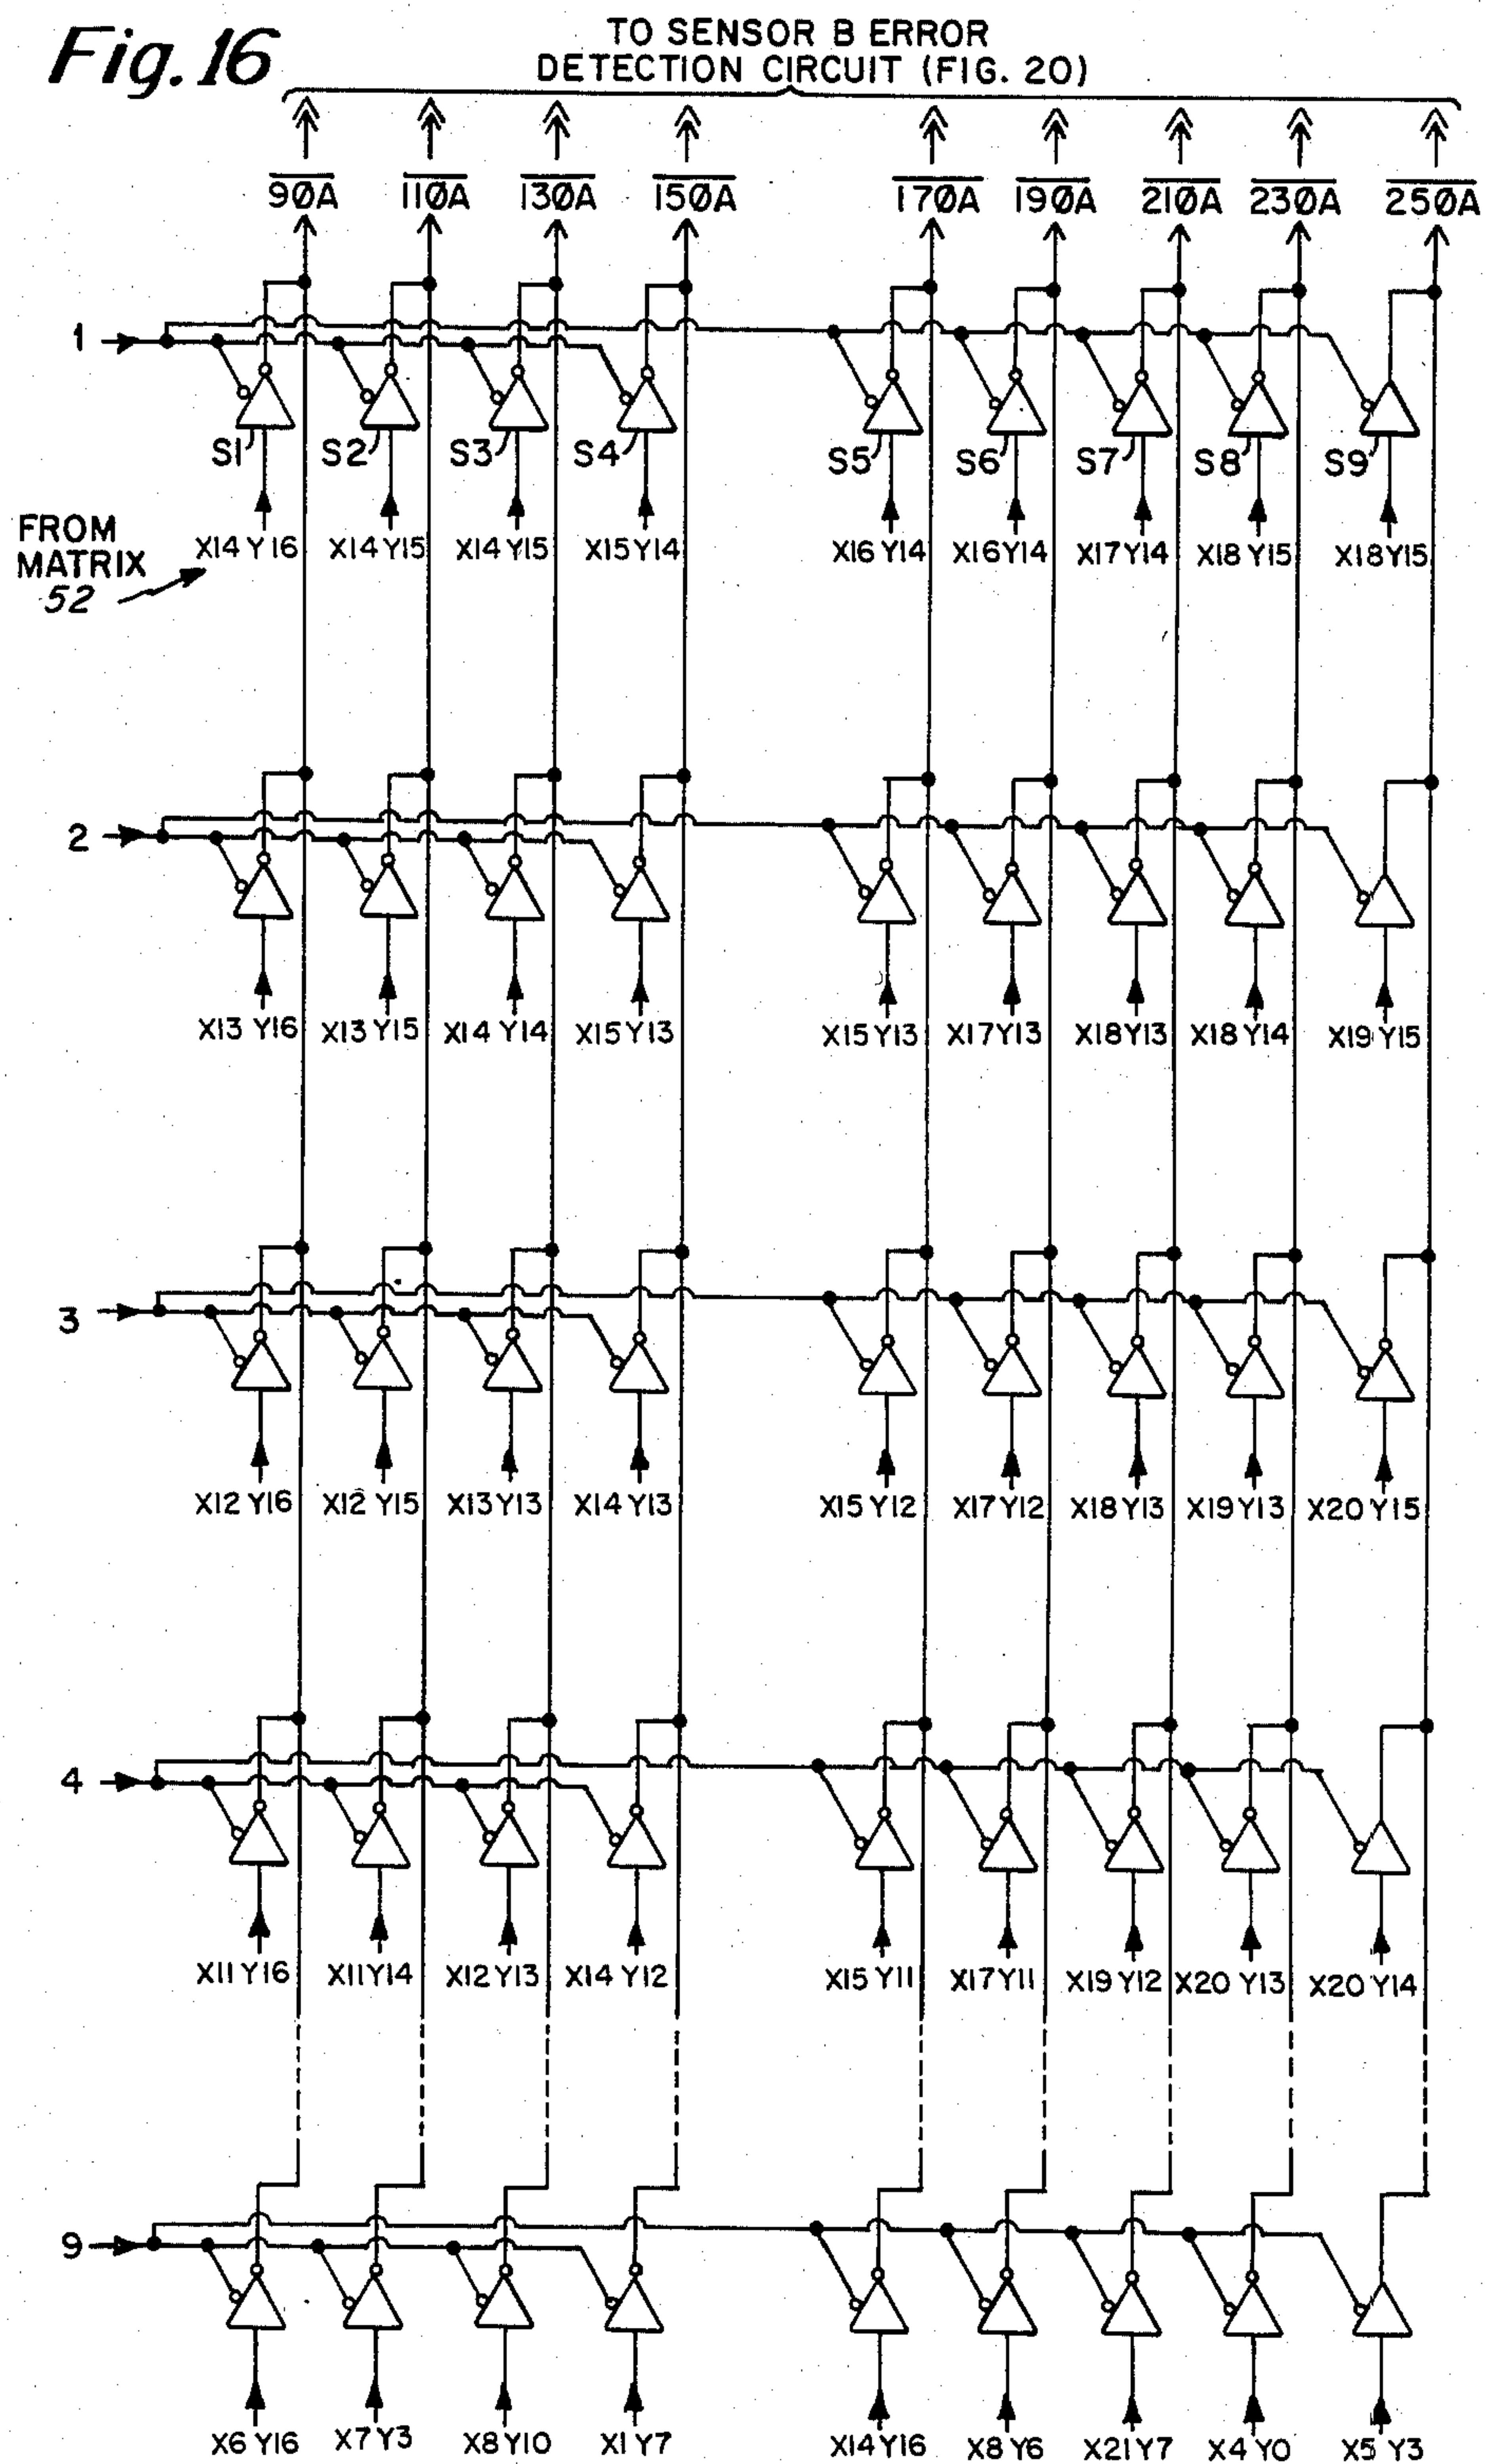 Fig. 16
TO SENSOR B ERROR
DETECTION CIRCUIT (FIG. 20)
90A 110A 130A 150A 170A 190A 210A 230A 250A
1
S1 S2 S3 S4 S5 S6 S7 S8 S9
FROM
MATRIX
52
X14 Y16 X14 Y15 X14 Y15 X15 Y14 X16 Y14 X16 Y14 X17 Y14 X18 Y15 X18 Y15
2
X13 Y16 X13 Y15 X14 Y14 X15 Y13 X15 Y13 X17 Y13 X18 Y13 X18 Y14 X19 Y15
3
X12 Y16 X12 Y15 X13 Y13 X14 Y13 X15 Y12 X17 Y12 X18 Y13 X19 Y13 X20 Y15
4
X11 Y16 X11 Y14 X12 Y13 X14 Y12 X15 Y11 X17 Y11 X19 Y12 X20 Y13 X20 Y14
9
X6 Y16 X7 Y3 X8 Y10 X1 Y7 X14 Y16 X8 Y6 X21 Y7 X4 Y0 X5 Y3